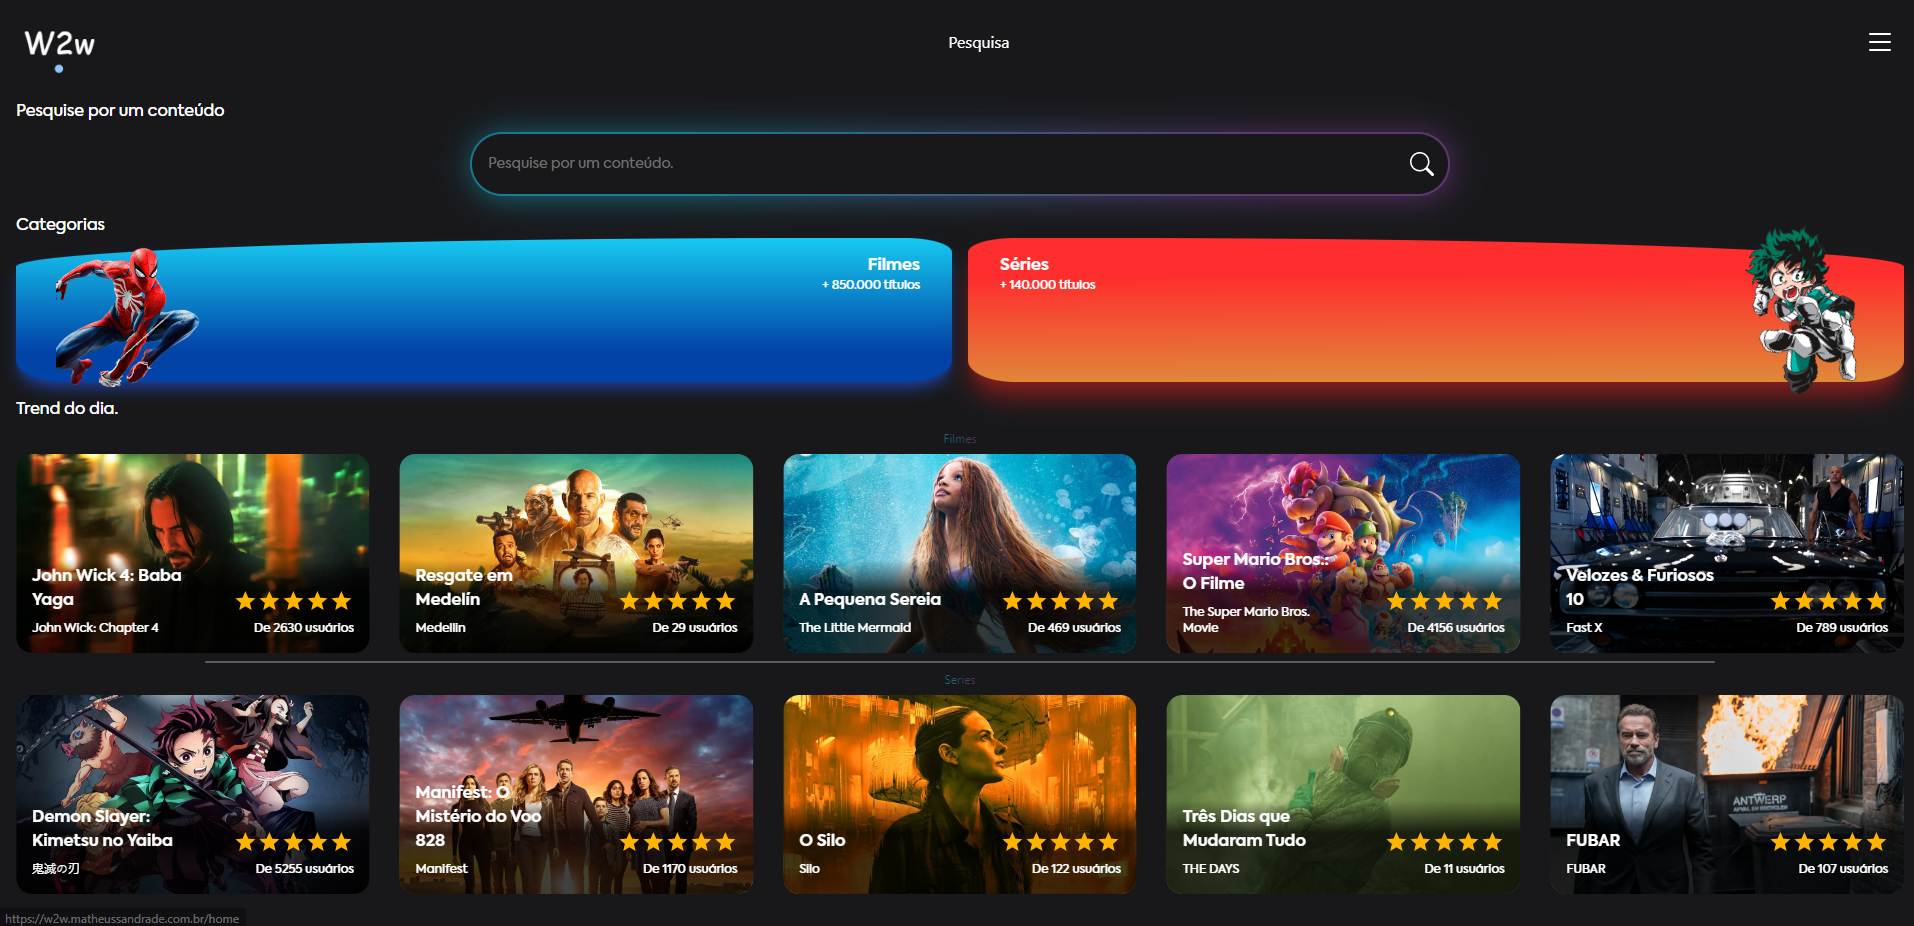 W2w
Pesquisa
Pesquise por um conteúdo
Pesquise por um conteúdo.
Categorias
Filmes
+ 850.000 títulos
Séries
+ 140.000 títulos
Trend do dia.
Filmes
John Wick 4: Baba
Yaga
John Wick: Chapter 4
De 2630 usuários
Resgate em
Medelín
Medellin
De 29 usuários
A Pequena Sereia
The Little Mermaid
De 469 usuários
Super Mario Bros.:
O Filme
The Super Mario Bros.
Movie
De 4156 usuários
Velozes & Furiosos
10
Fast X
De 789 usuários
Series
Demon Slayer:
Kimetsu no Yaiba
鬼滅の刃
De 5255 usuários
Manifest: O
Mistério do Voo
828
Manifest
De 1170 usuários
O Silo
Silo
De 122 usuários
Três Dias que
Mudaram Tudo
THE DAYS
De 11 usuários
ANTWERP
FUBAR
FUBAR
De 107 usuários
https://w2w.matheussandrade.com.br/home